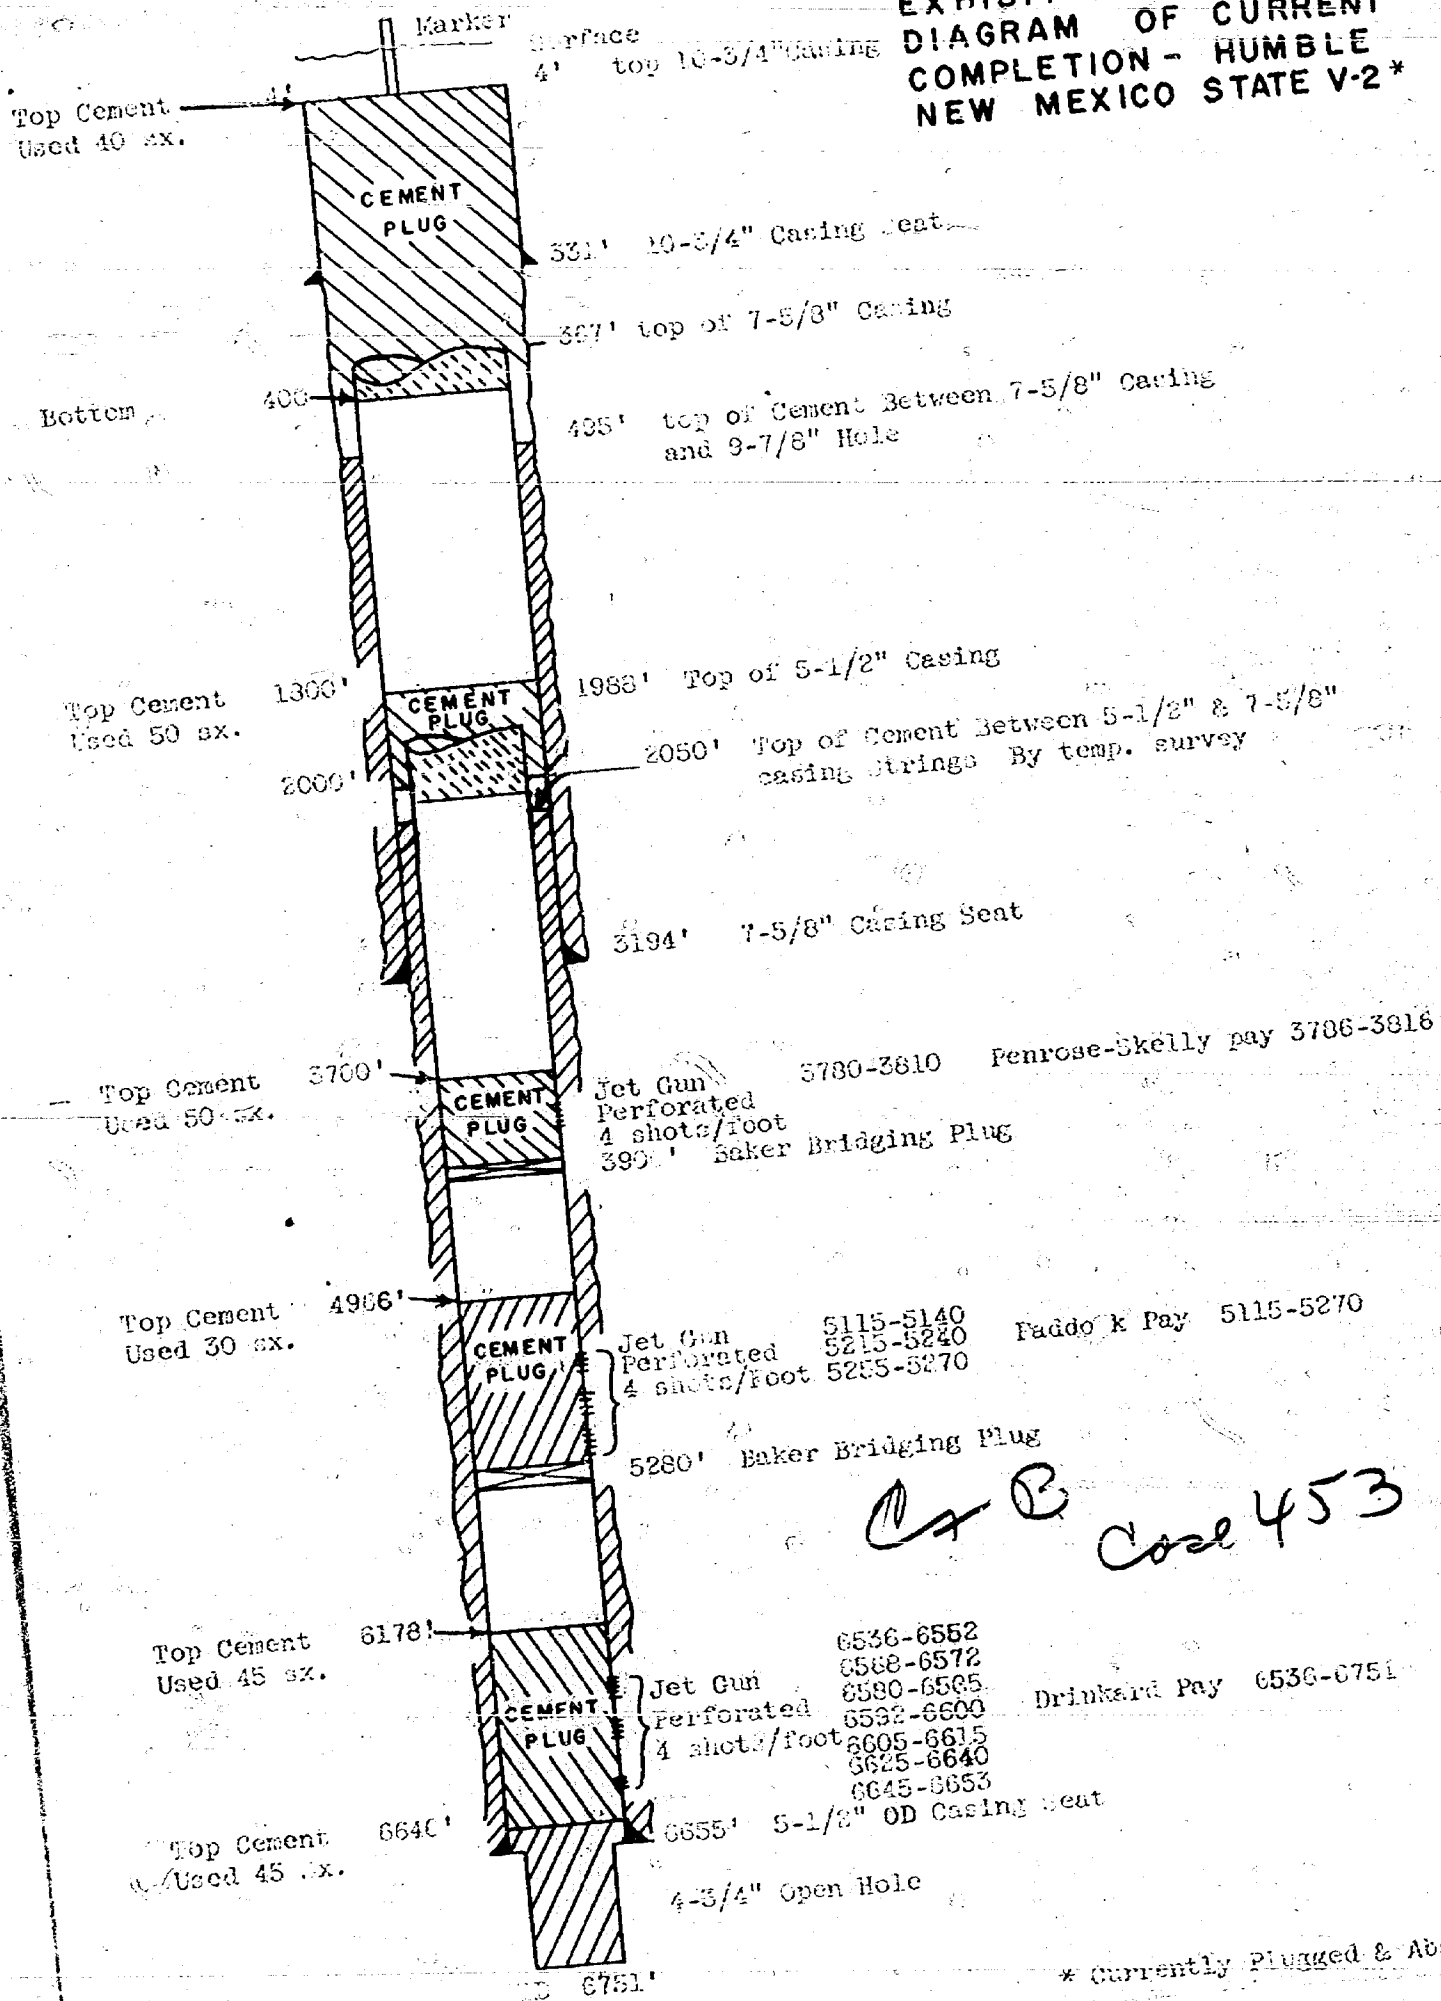 DIAGRAM OF CURRENT
COMPLETION - HUMBLE
NEW MEXICO STATE V-2*
Marker
Surface
4' top 10-3/4" Casing
Top Cement 4'
Used 40 sx.
CEMENT
PLUG
331' 10-3/4" Casing
367' top of 7-5/8" Casing
Bottom 400
495' top of Cement Between 7-5/8" Casing
and 9-7/8" Hole
Top Cement 1800'
Used 50 sx.
CEMENT
PLUG
1988' Top of 5-1/2" Casing
2050' Top of Cement Between 5-1/2" & 7-5/8"
casing By temp. survey
2000'
3194' 7-5/8" Casing Seat
Top Cement 3700'
Used 50 sx.
CEMENT
PLUG
Jet Gun 3780-3810 Penrose-Skelly pay 3786-3816
Perforated
4 shots/foot
Baker Bridging Plug
Top Cement 4966'
Used 30 sx.
CEMENT
PLUG
Jet Gun 5115-5140 Pay 5115-5270
Perforated 5215-5240
4 shots/Foot 5255-5270
5280' Baker Bridging Plug
B Case 453
Top Cement 6178'
Used 45 sx.
CEMENT
PLUG
6536-6552
6568-6572
Jet Gun 6580-6585 Drinkard Pay 6536-6751
Perforated 6592-6600
4 shots/foot 6605-6615
6625-6640
6645-6653
Top Cement 6640'
Used 45
6655' 5-1/2" OD Casing
4-3/4" Open Hole
6751'
* Currently Plugged &